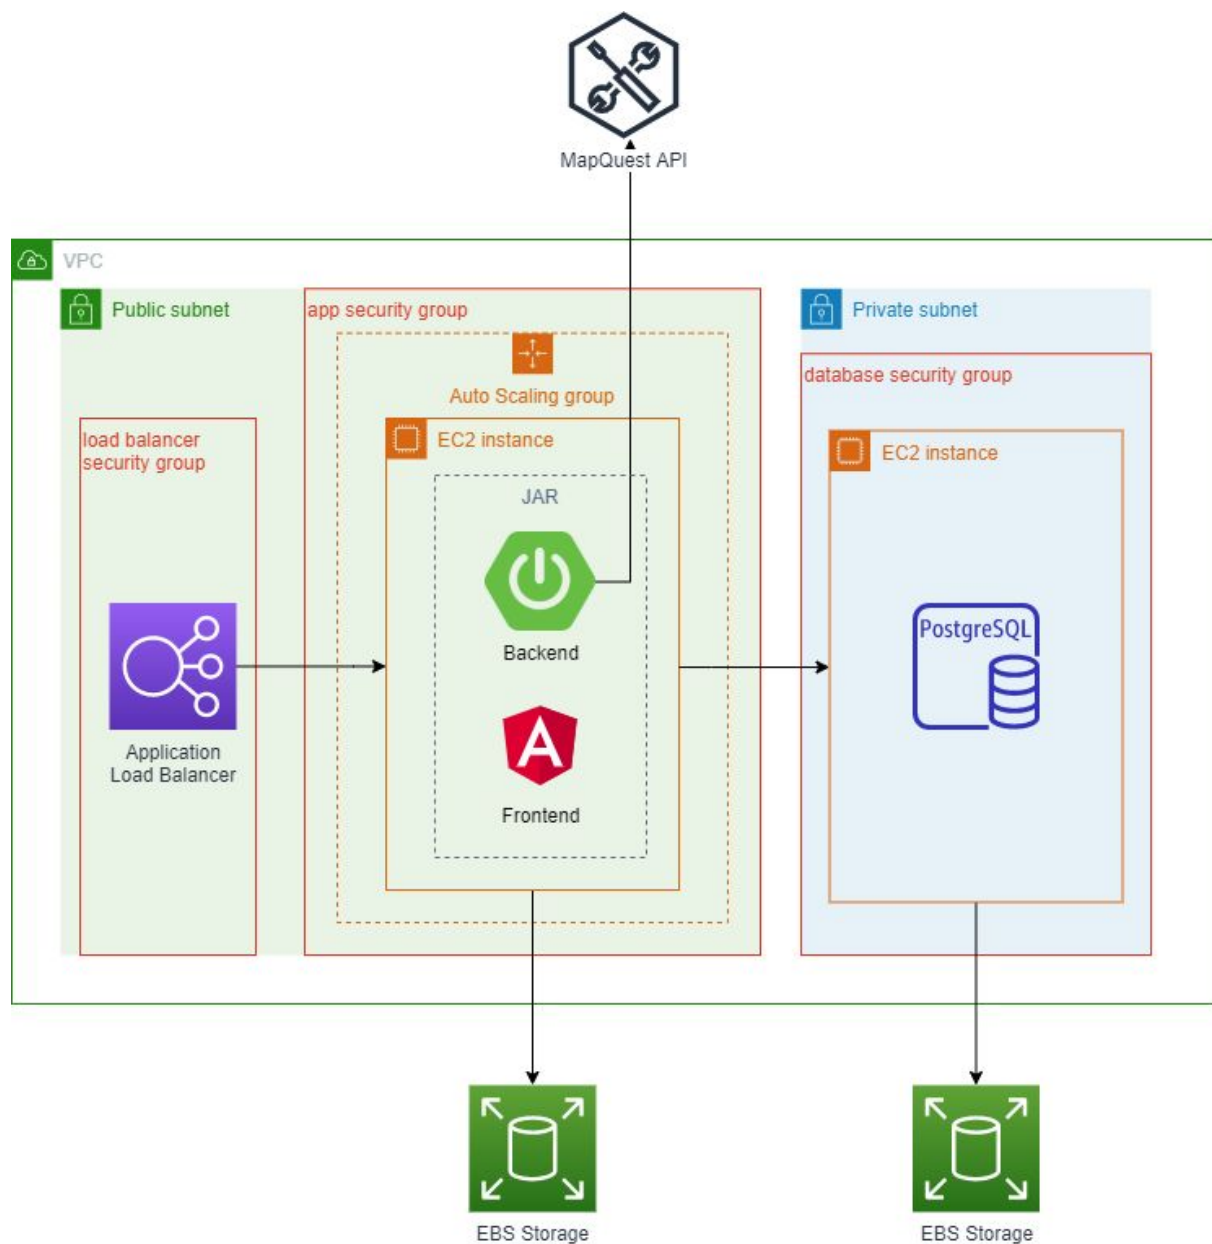 MapQuest API
VPC
Public subnet
app security group
Private subnet
Auto Scaling group
database security group
load balancer
security group
EC2 instance
EC2 instance
JAR
PostgreSQL
Backend
Application
Load Balancer
Frontend
EBS Storage
EBS Storage